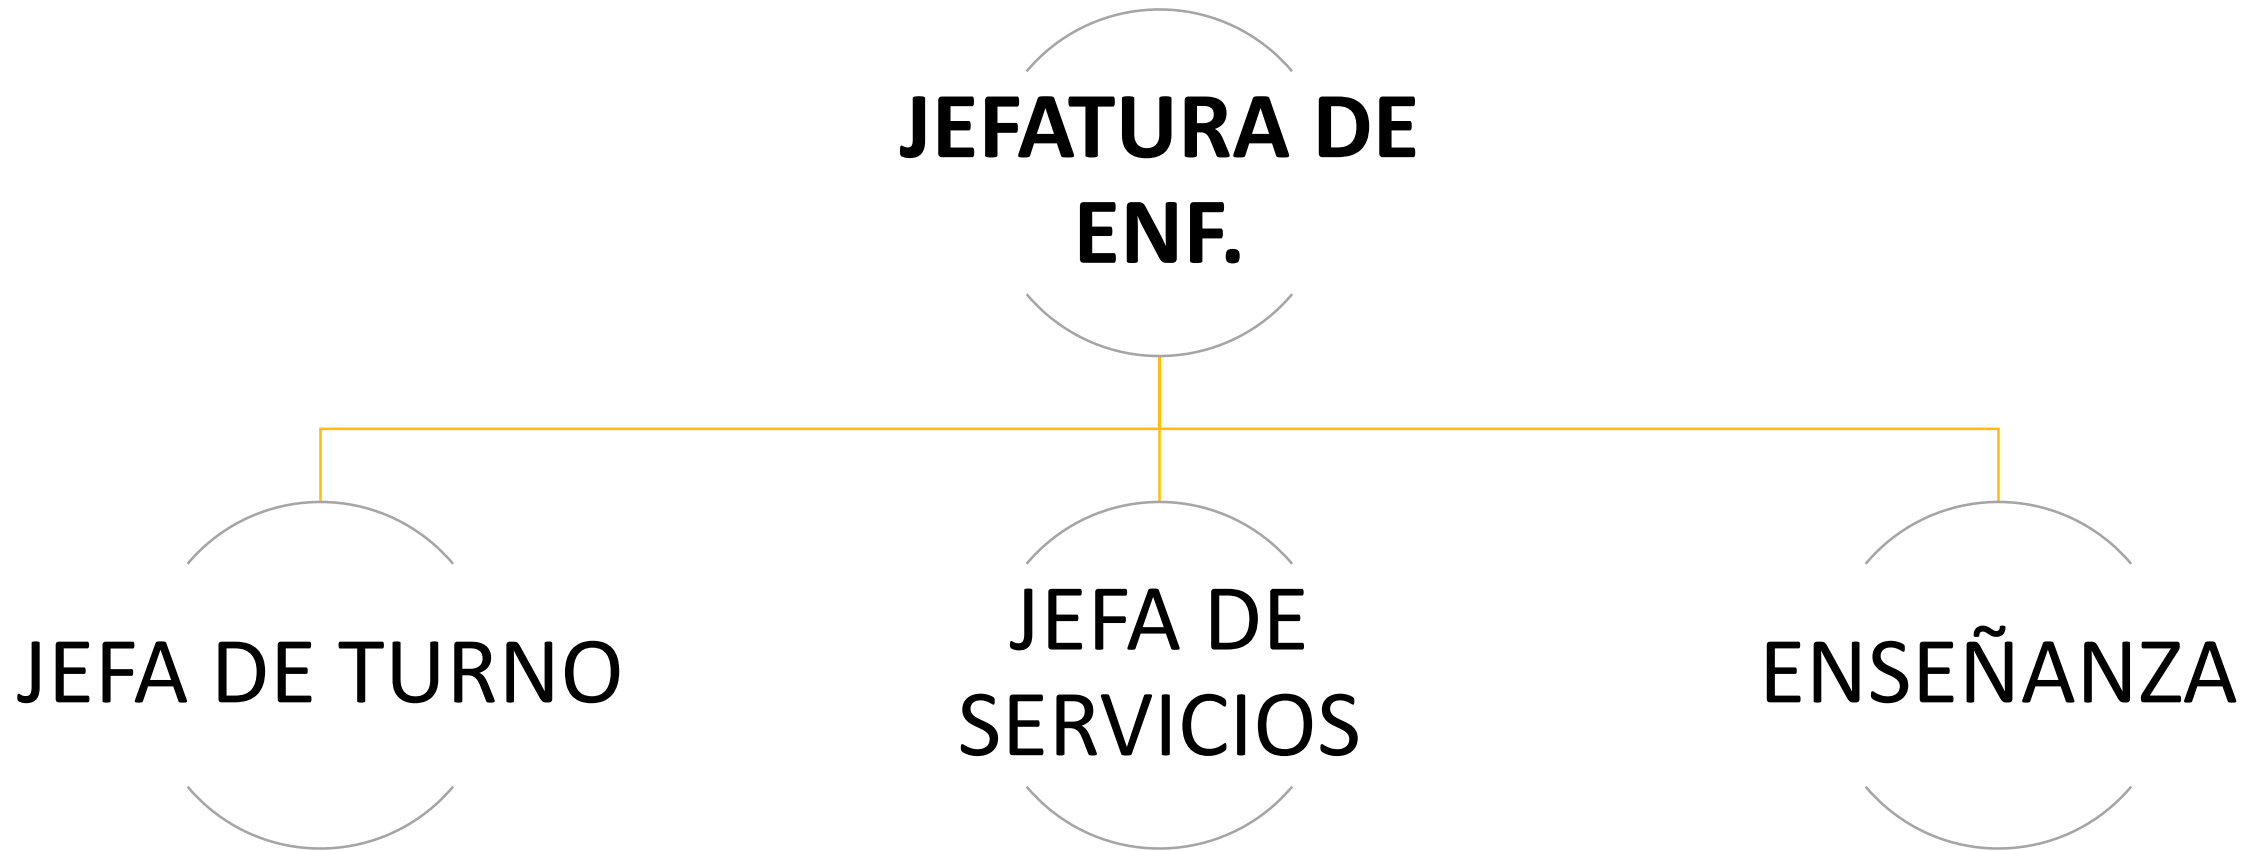 JEFATURA DE
ENF.
JEFA DE TURNO
JEFA DE
SERVICIOS
ENSEÑANZA